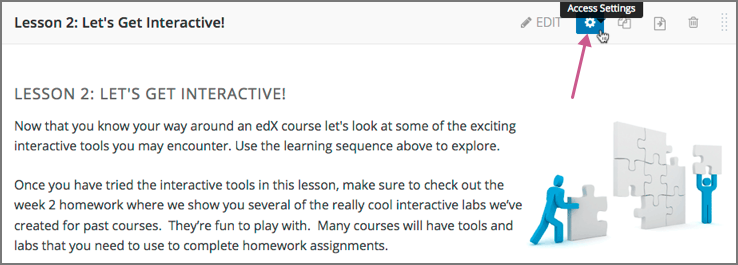 Access Settings
Lesson 2: Let's Get Interactive!
EDIT
LESSON 2: LET'S GET INTERACTIVE!
Now that you know your way around an edX course let's look at some of the exciting
interactive tools you may encounter. Use the learning sequence above to explore.
Once you have tried the interactive tools in this lesson, make sure to check out the
week 2 homework where we show you several of the really cool interactive labs we've
created for past courses.  They're fun to play with.  Many courses will have tools and
labs that you need to use to complete homework assignments.